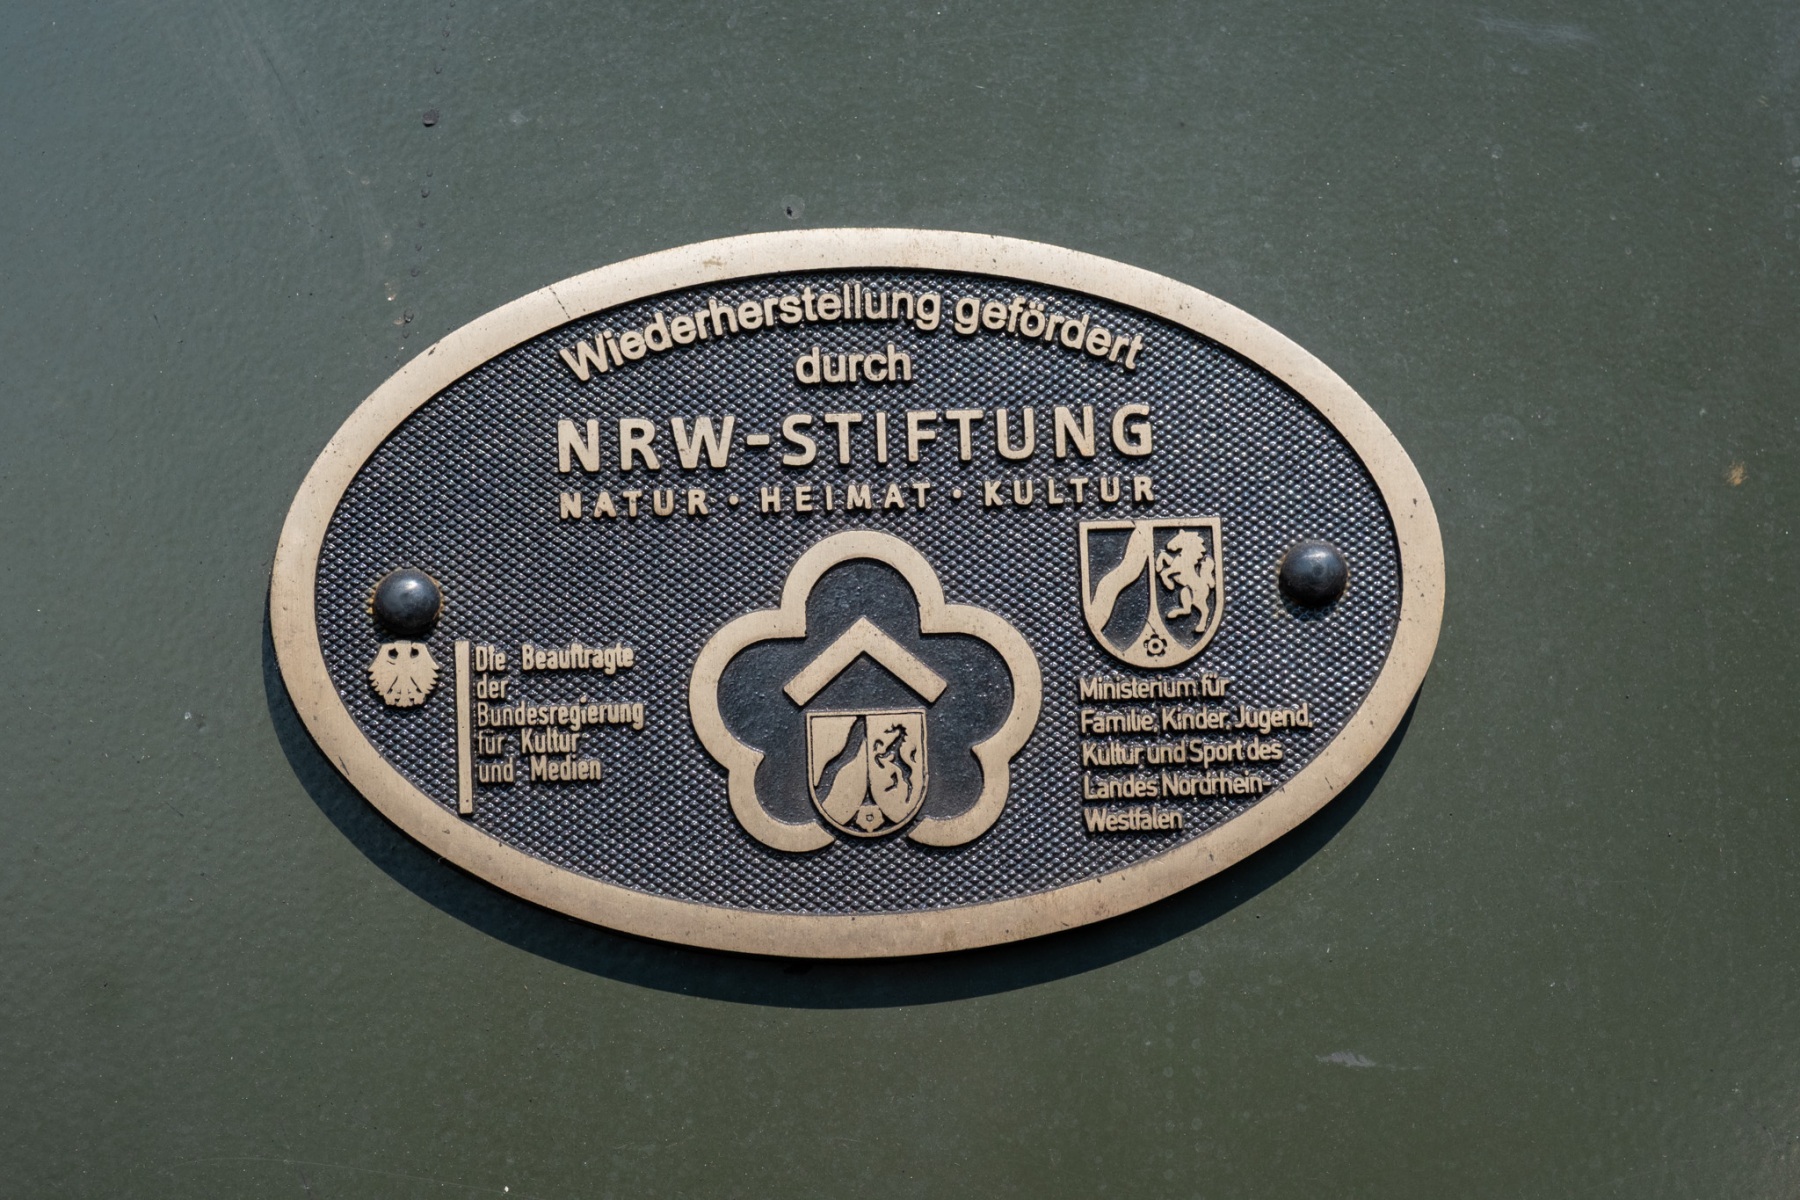 Wiederherstellung gefördert
durch
NRW-STIFTUNG
NATUR · HEIMAT · KULTUR
Die Beauftragte
der
Bundesregierung
für Kultur
und Medien
Ministerium für
Familie, Kinder, Jugend,
Kultur und Sport des
Landes Nordrhein-
Westfalen